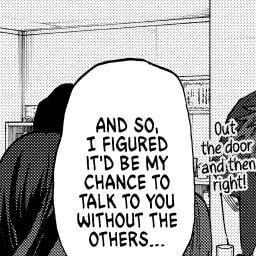 AND SO,
I FIGURED
IT'D BE MY
CHANCE TO
TALK TO YOU
WITHOUT THE
OTHERS...
Out
the door
and then
right!